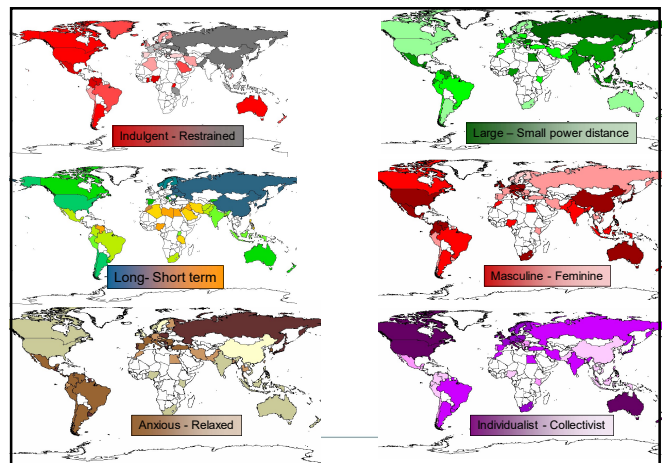 Indulgent - Restrained
Large – Small power distance
Long- Short term
Masculine - Feminine
Anxious - Relaxed
Individualist - Collectivist